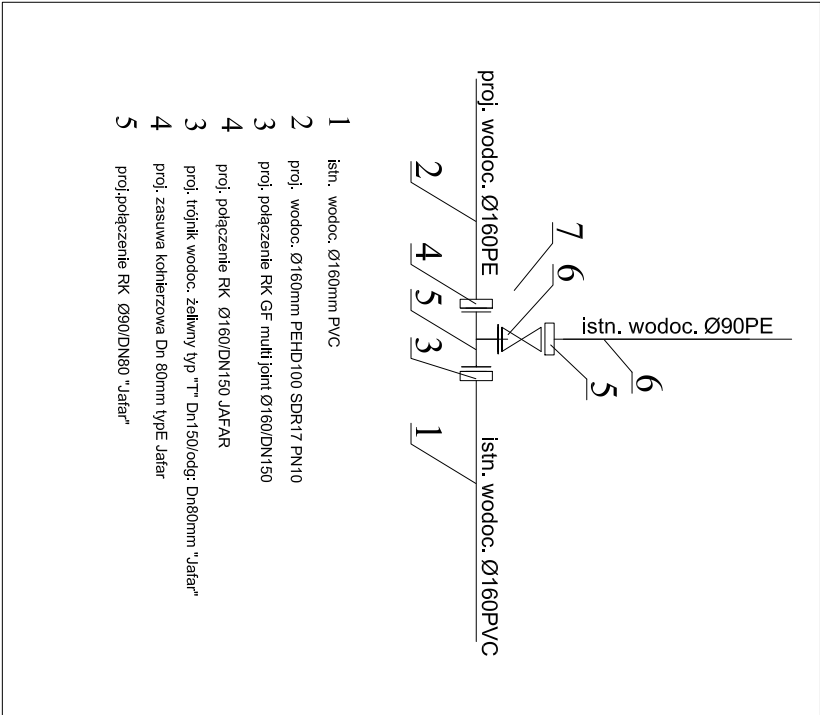 proj. wodoc. Ø160PE
istn. wodoc. Ø160PVC
istn. wodoc. Ø90PE
2
4
5
3
1
7
6
5
6
1 istn. wodoc. Ø160mm PVC
2 proj. wodoc. Ø160mm PEHD100 SDR17 PN10
3 proj. połączenie RK GF multi joint Ø160/DN150
4 proj. połączenie RK Ø160/DN150 JAFAR
3 proj. trójnik wodoc. żeliwny typ "T" Dn150/odg: Dn80mm "Jafar"
4 proj. zasuwa kołnierzowa Dn 80mm typE Jafar
5 proj.połączenie RK Ø90/DN80 "Jafar"